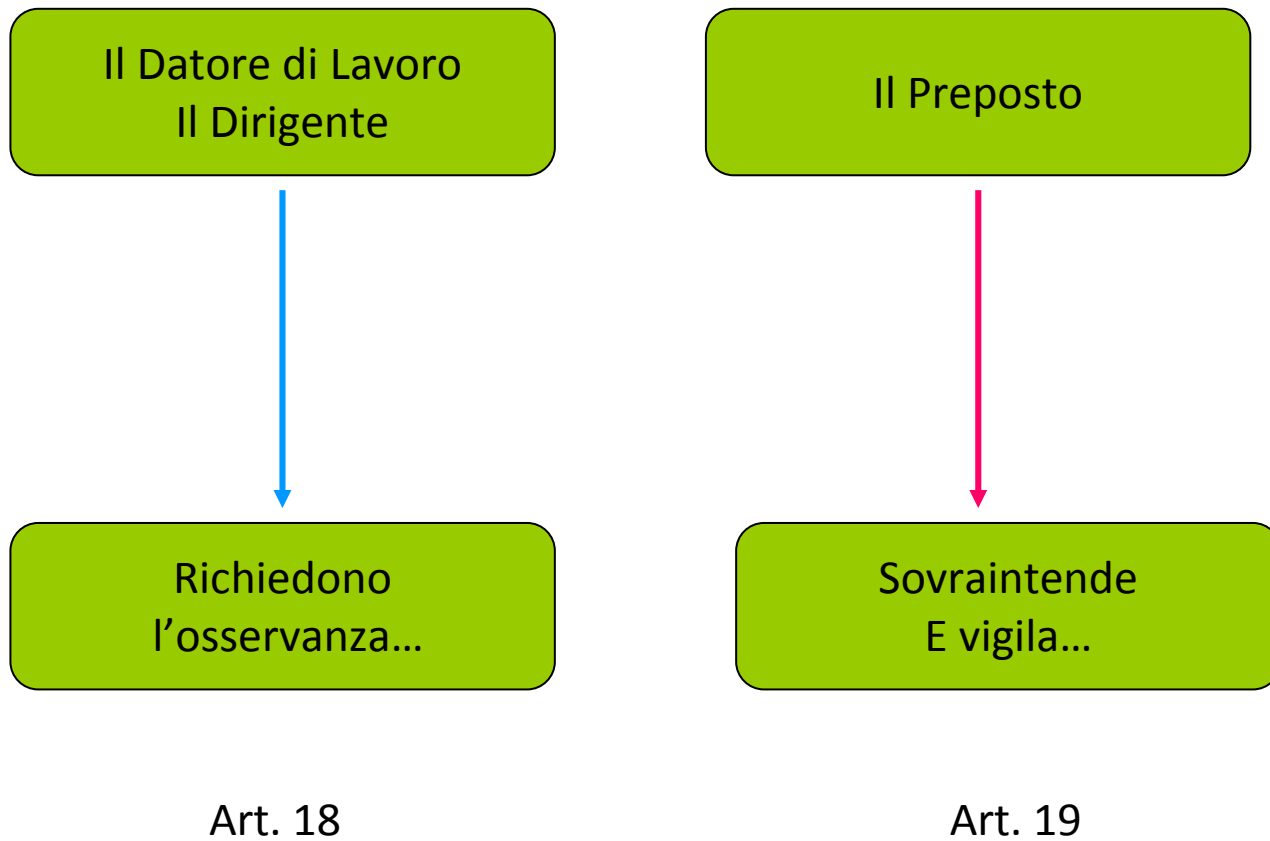 Il Datore di Lavoro
Il Dirigente
Il Preposto
Richiedono
l’osservanza…
Sovraintende
E vigila…
Art. 18
Art. 19